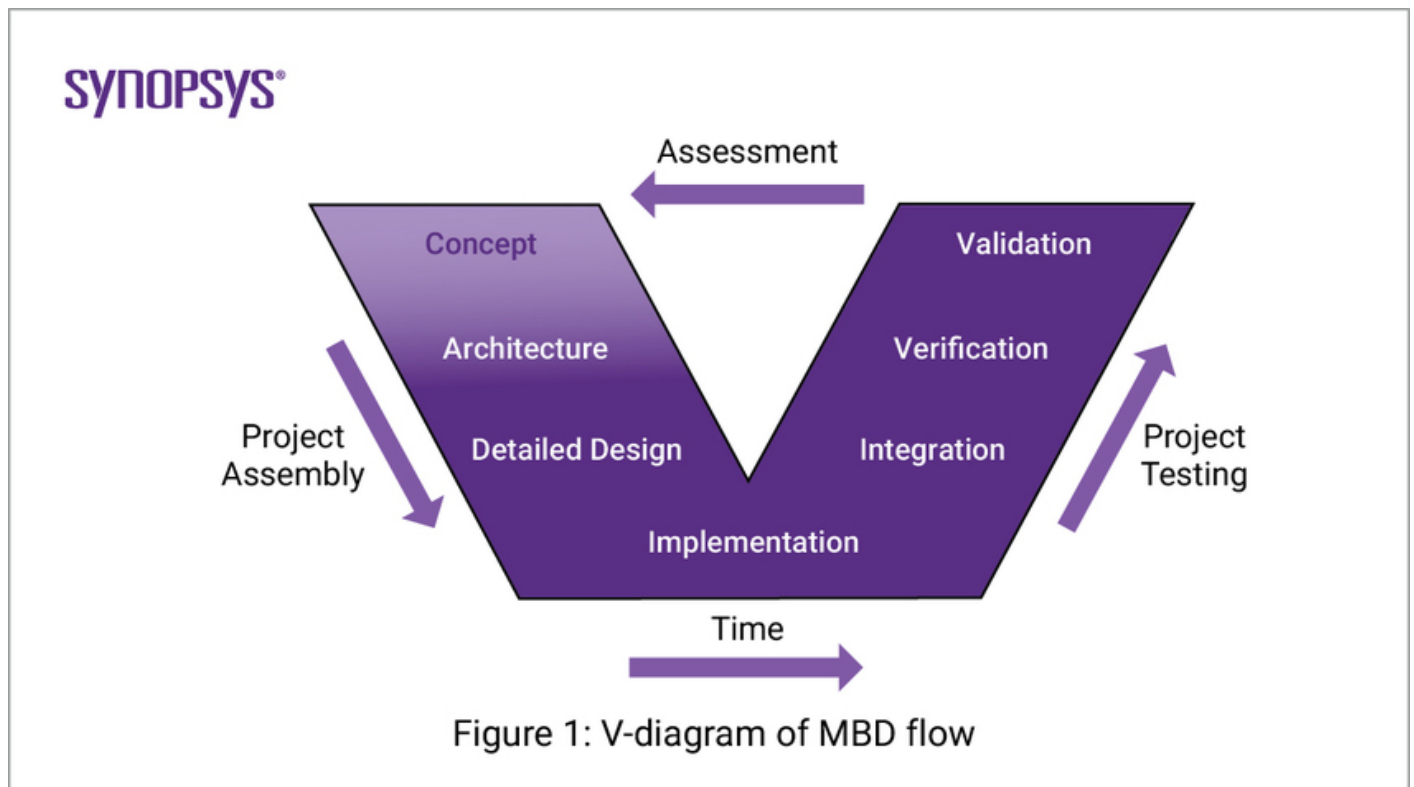 SYNOPSYS®
Assessment
Concept
Validation
Architecture
Verification
Project
Assembly
Detailed Design
Integration
Project
Testing
Implementation
Time
Figure 1: V-diagram of MBD flow